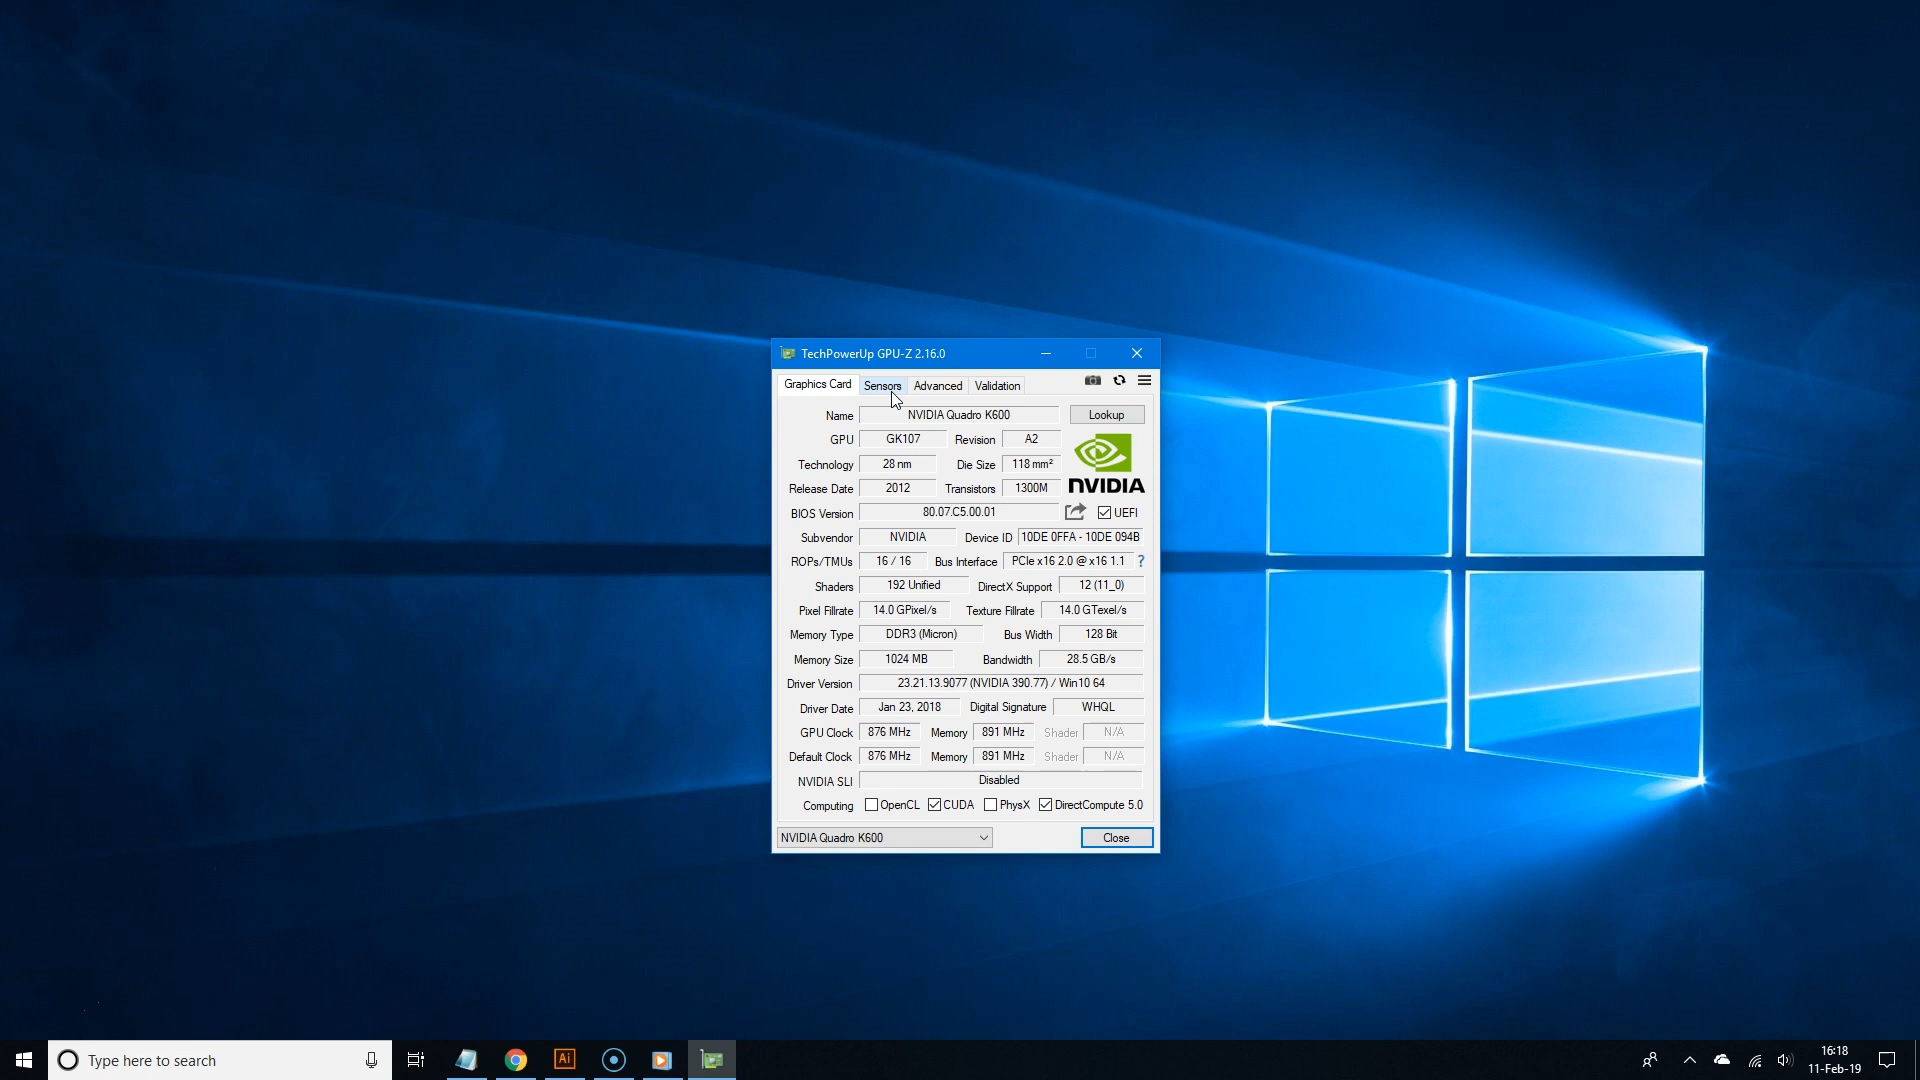 TechPowerUp GPU-Z 2.16.0
Graphics Card Sensors Advanced Validation
Name NVIDIA Quadro K600 Lookup
GPU GK107 Revision A2
Technology 28 nm Die Size 118 mm²
Release Date 2012 Transistors 1300M
NVIDIA
BIOS Version 80.07.C5.00.01 UEFI
Subvendor NVIDIA Device ID 10DE 0FFA - 10DE 094B
ROPs/TMUs 16 / 16 Bus Interface PCIe x16 2.0 @ x16 1.1 ?
Shaders 192 Unified DirectX Support 12 (11_0)
Pixel Fillrate 14.0 GPixel/s Texture Fillrate 14.0 GTexel/s
Memory Type DDR3 (Micron) Bus Width 128 Bit
Memory Size 1024 MB Bandwidth 28.5 GB/s
Driver Version 23.21.13.9077 (NVIDIA 390.77) / Win10 64
Driver Date Jan 23, 2018 Digital Signature WHQL
GPU Clock 876 MHz Memory 891 MHz Shader N/A
Default Clock 876 MHz Memory 891 MHz Shader N/A
NVIDIA SLI Disabled
Computing OpenCL CUDA PhysX DirectCompute 5.0
NVIDIA Quadro K600 Close
Type here to search
Ai
16:18
11-Feb-19